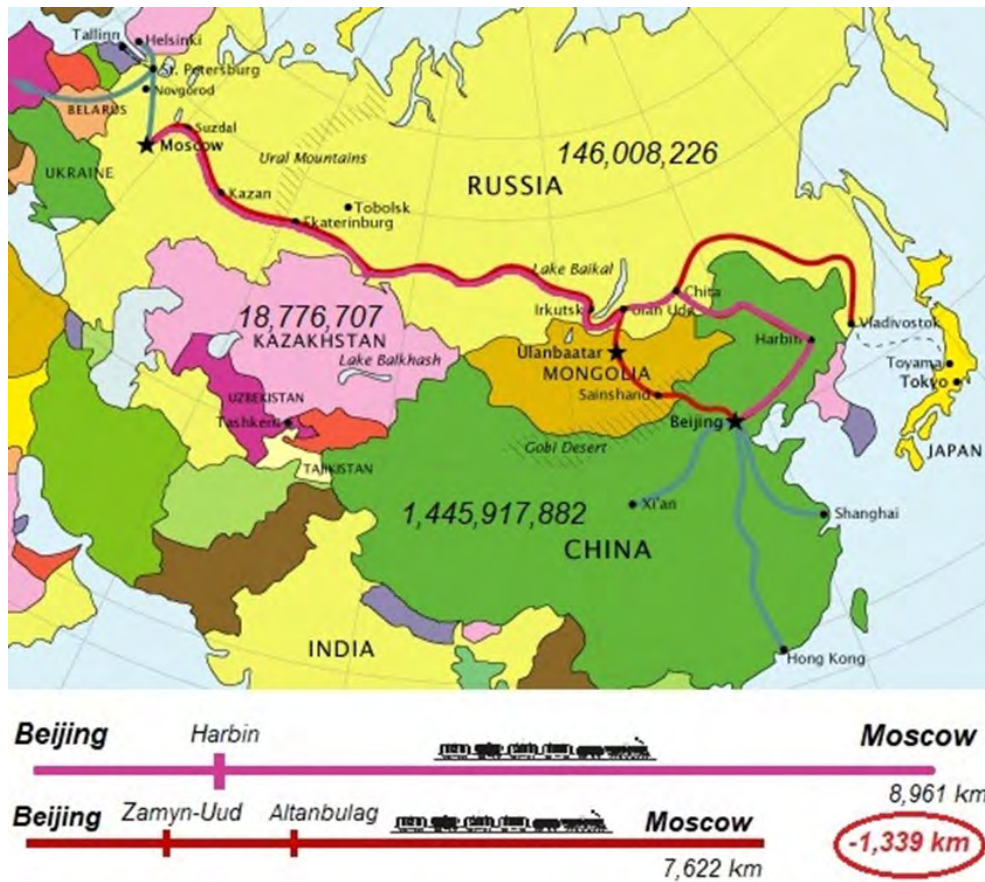 Tallinn
Helsinki
St. Petersburg
Novgorod
BELARUS
Suzdal
Moscow
UKRAINE
Ural Mountains
146,008,226
RUSSIA
Kazan
Tobolsk
Ekaterinburg
Lake Baikal
Irkutsk
Ulan Ude
Chita
18,776,707
KAZAKHSTAN
Lake Balkhash
Ulanbaatar
MONGOLIA
Harbin
Vladivostok
Toyama
Tokyo
JAPAN
Sainshand
UZBEKISTAN
Tashkent
Beijing
Gobi Desert
TAJIKISTAN
1,445,917,882
Xi'an
Shanghai
CHINA
INDIA
Hong Kong
Beijing
Harbin
Moscow
8,961 km
Beijing
Zamyn-Uud
Altanbulag
Moscow
7,622 km
-1,339 km